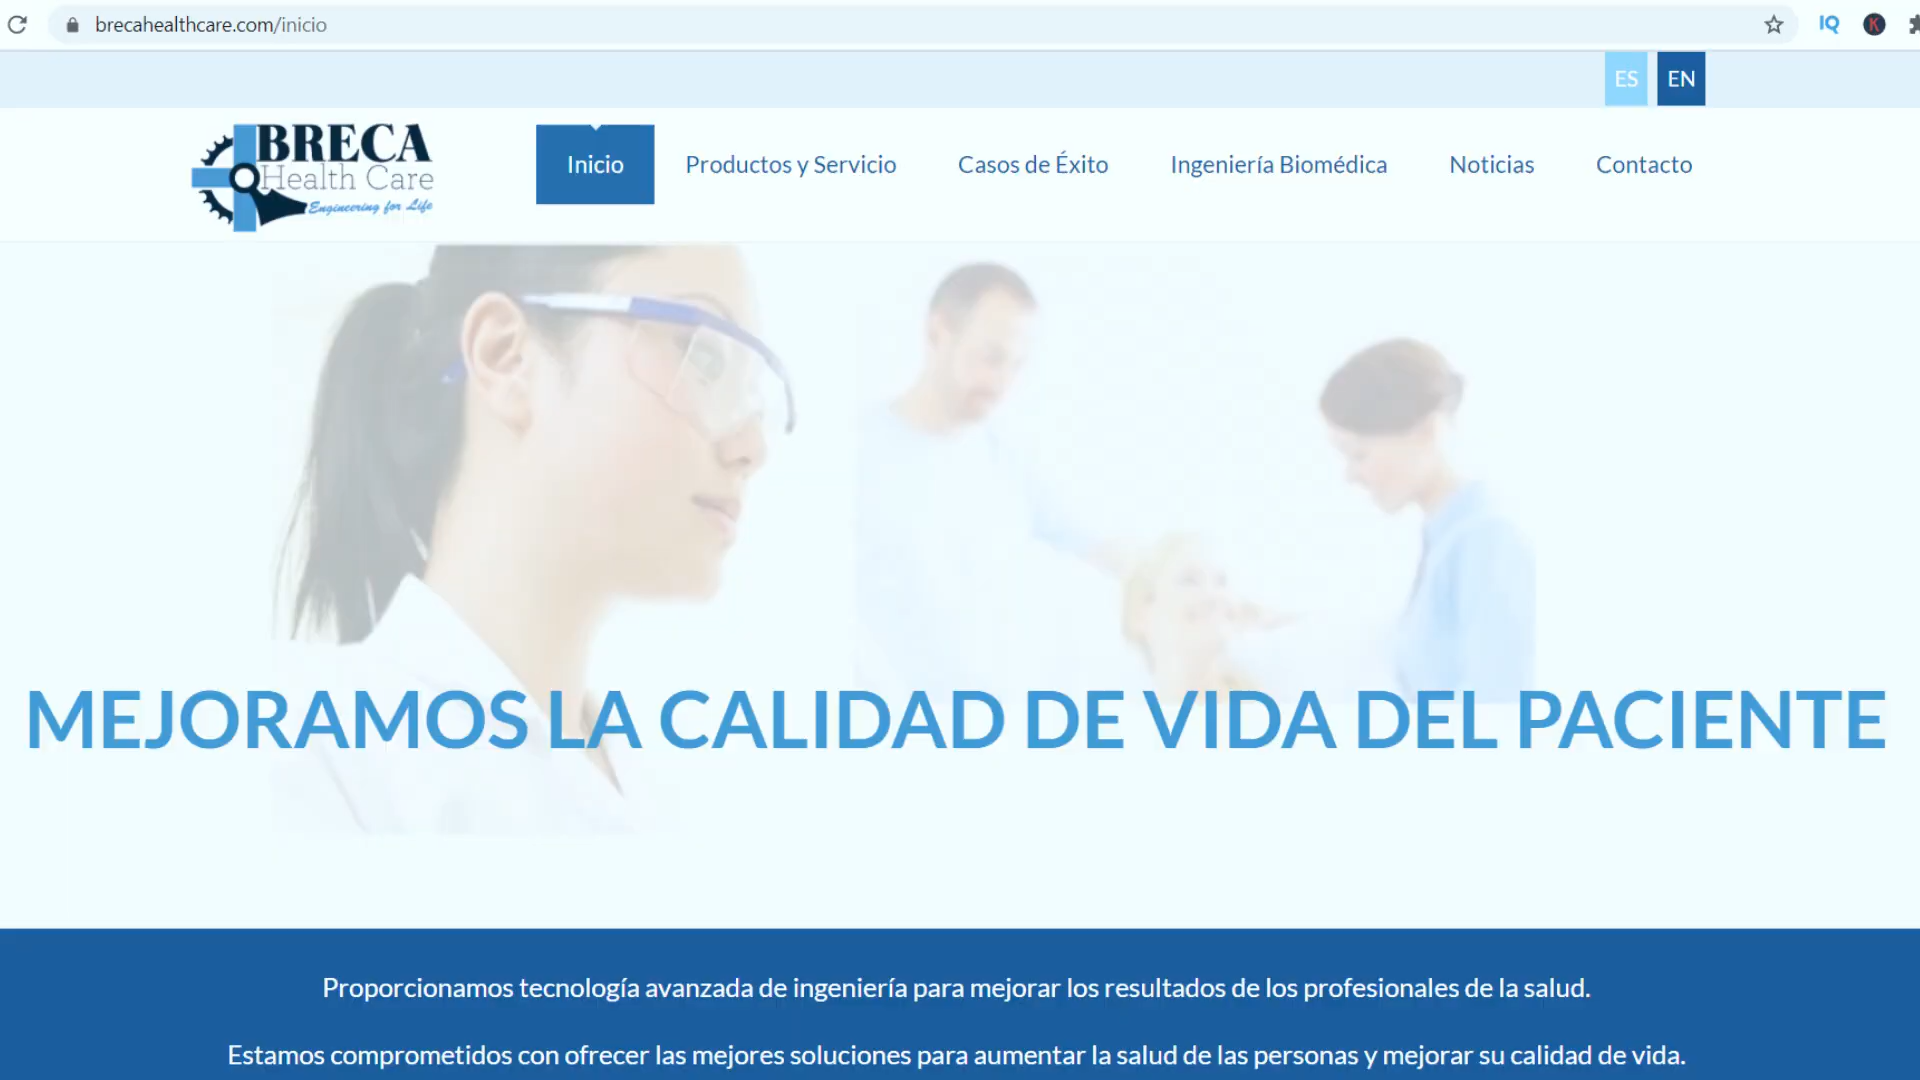 brecahealthcare.com/inicio
IQ
K
ES EN
BRECA
Health Care
Engineering for Life
Inicio Productos y Servicio Casos de Éxito Ingeniería Biomédica Noticias Contacto
MEJORAMOS LA CALIDAD DE VIDA DEL PACIENTE
Proporcionamos tecnología avanzada de ingeniería para mejorar los resultados de los profesionales de la salud.
Estamos comprometidos con ofrecer las mejores soluciones para aumentar la salud de las personas y mejorar su calidad de vida.